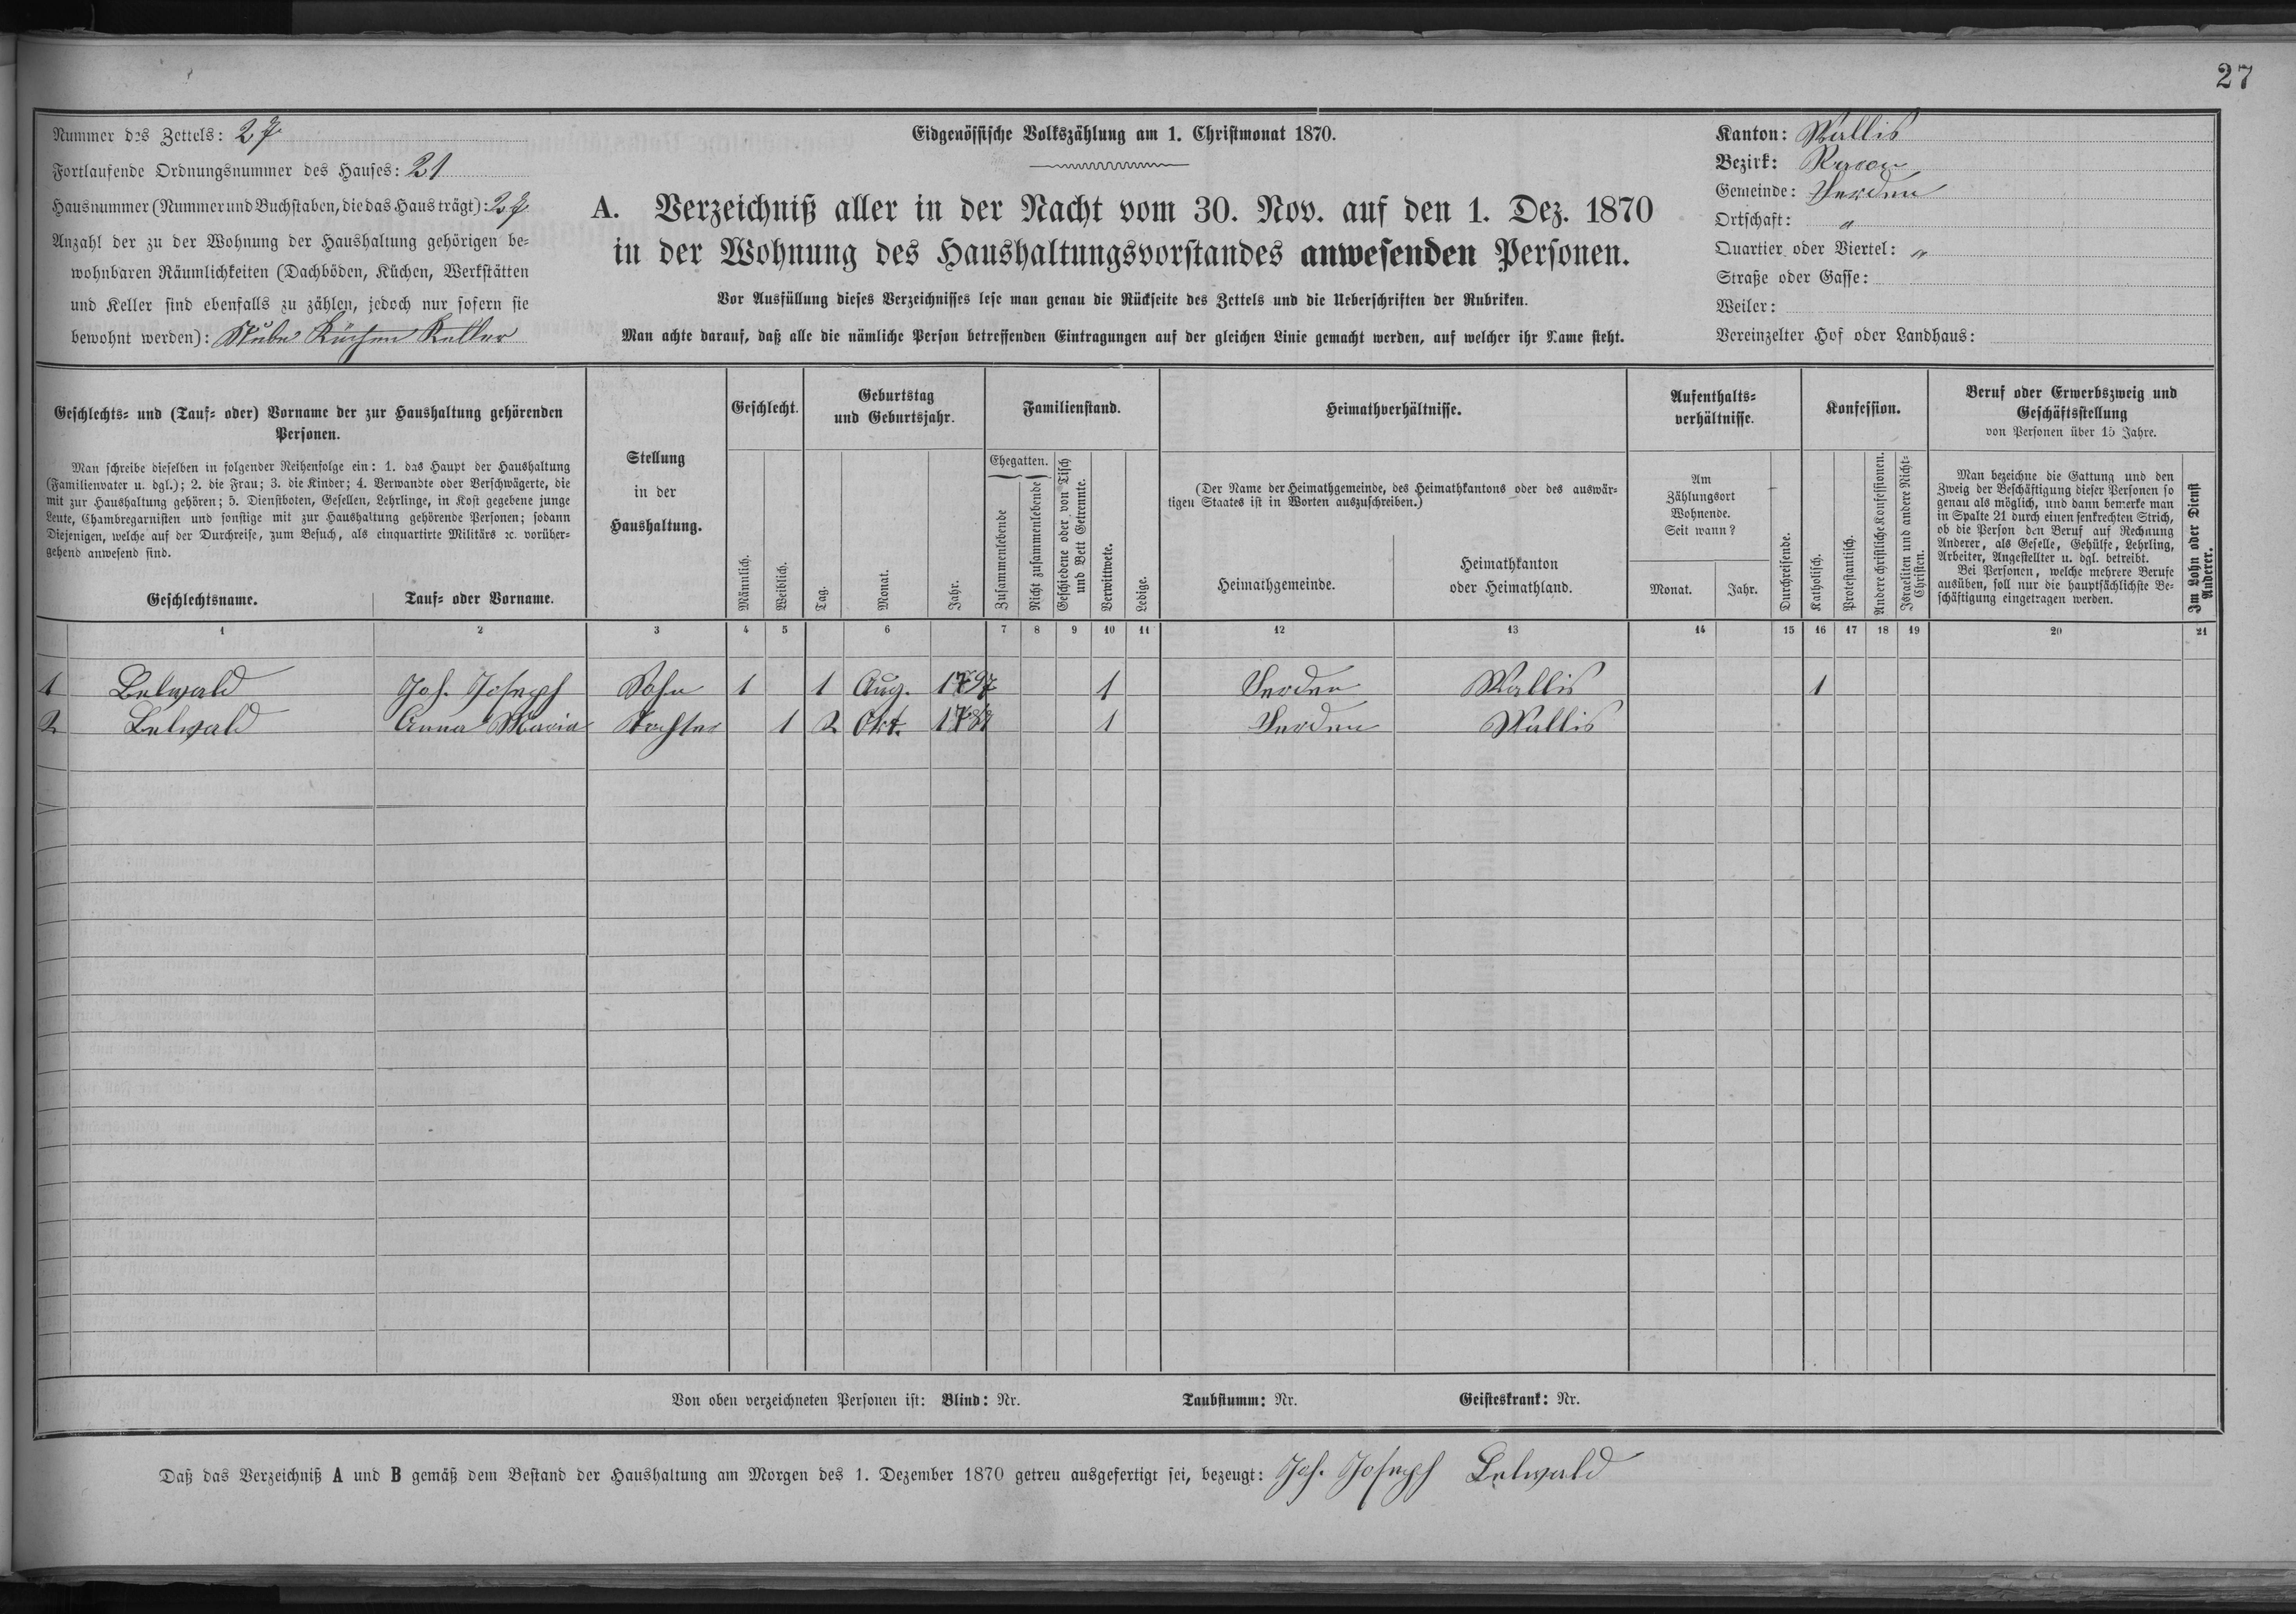 27
Nummer des Zettels: 27
Fortlaufende Ordnungsnummer des Hauses: 21
Hausnummer (Nummer und Buchstaben, die das Haus trägt): 27
Anzahl der zu der Wohnung der Haushaltung gehörigen be=
wohnbaren Räumlichkeiten (Dachböden, Küchen, Werkstätten
und Keller sind ebenfalls zu zählen, jedoch nur sofern sie
bewohnt werden): Stube Küchen Keller
Eidgenössische Volkszählung am 1. Christmonat 1870.
A. Verzeichniß aller in der Nacht vom 30. Nov. auf den 1. Dez. 1870
in der Wohnung des Haushaltungsvorstandes anwesenden Personen.
Vor Ausfüllung dieses Verzeichnisses lese man genau die Rückseite des Zettels und die Ueberschriften der Rubriken.
Man achte darauf, daß alle die nämliche Person betreffenden Eintragungen auf der gleichen Linie gemacht werden, auf welcher ihr Name steht.
Kanton: Wallis
Bezirk: Raron
Gemeinde: Ferden
Ortschaft: "
Quartier oder Viertel: "
Straße oder Gasse:
Weiler:
Vereinzelter Hof oder Landhaus:
Geschlechts= und (Tauf= oder) Vorname der zur Haushaltung gehörenden
Personen.
Man schreibe dieselben in folgender Reihenfolge ein: 1. das Haupt der Haushaltung
(Familienvater u. dgl.); 2. die Frau; 3. die Kinder; 4. Verwandte oder Verschwägerte, die
mit zur Haushaltung gehören; 5. Dienstboten, Gesellen, Lehrlinge, in Kost gegebene junge
Leute, Chambregarnisten und sonstige mit zur Haushaltung gehörende Personen; sodann
Diejenigen, welche auf der Durchreise, zum Besuch, als einquartirte Militärs ꝛc. vorüber=
gehend anwesend sind.
Geschlechtsname. Tauf= oder Vorname.
Stellung
in der
Haushaltung.
Geschlecht.
Männlich.
Weiblich.
Geburtstag
und Geburtsjahr.
Tag.
Monat.
Jahr.
Familienstand.
Ehegatten.
Zusammenlebende
Nicht zusammenlebende
Geschiedene oder von Tisch
und Bett Getrennte.
Verwittwete.
Ledige.
Heimathverhältnisse.
(Der Name der Heimathgemeinde, des Heimathkantons oder des auswär=
tigen Staates ist in Worten auszuschreiben.)
Heimathgemeinde.
Heimathkanton
oder Heimathland.
Aufenthalts=
verhältnisse.
Am
Zählungsort
Wohnende.
Seit wann?
Monat. Jahr.
Durchreisende.
Konfession.
Katholisch.
Protestantisch.
Andere christliche Konfessionen.
Israeliten und andere Nicht=
Christen.
Beruf oder Erwerbszweig und
Geschäftsstellung
von Personen über 15 Jahre.
Man bezeichne die Gattung und den
Zweig der Beschäftigung dieser Personen so
genau als möglich, und dann bemerke man
in Spalte 21 durch einen senkrechten Strich,
ob die Person den Beruf auf Rechnung
Anderer, als Geselle, Gehülfe, Lehrling,
Arbeiter, Angestellter u. dgl. betreibt.
Bei Personen, welche mehrere Berufe
ausüben, soll nur die hauptsächlichste Be=
schäftigung eingetragen werden.
Im Lohn oder Dienst
Anderer.
1 2 3 4 5 6 7 8 9 10 11 12 13 14 15 16 17 18 19 20 21
1 Lelwald Joh. Joseph Sohn 1 1 Aug. 1797 1 Ferden Wallis 1
2 Lelwald Anna Maria Tochter 1 2 Okt. 1 Ferden Wallis
Von oben verzeichneten Personen ist: Blind: Nr. Taubstumm: Nr. Geisteskrank: Nr.
Daß das Verzeichniß A und B gemäß dem Bestand der Haushaltung am Morgen des 1. Dezember 1870 getreu ausgefertigt sei, bezeugt: Joh. Joseph Lelwald